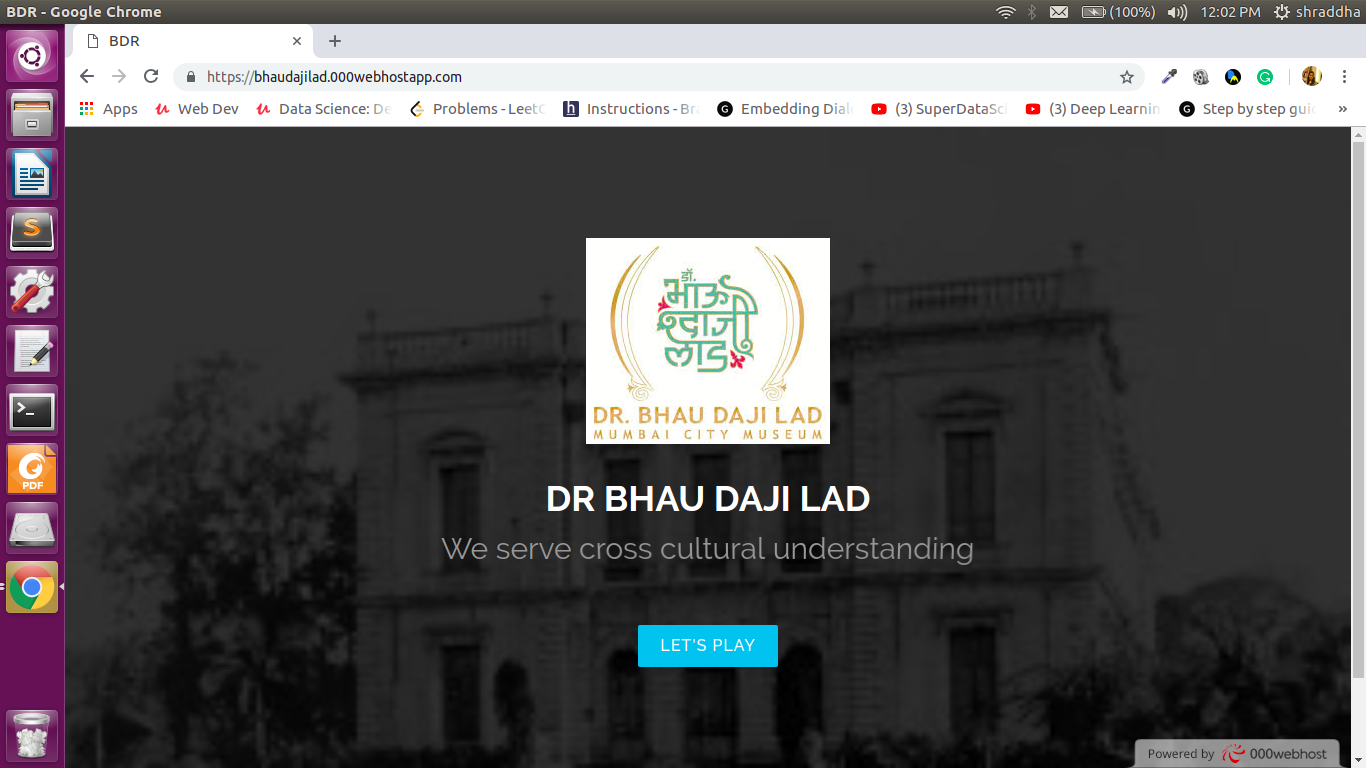 BDR - Google Chrome
(100%)
12:02 PM
shraddha
BDR
https://bhaudajilad.000webhostapp.com
Apps
Web Dev
Data Science: De
Problems - LeetC
Instructions - Bra
Embedding Dial
(3) SuperDataSci
(3) Deep Learnin
Step by step guid
»
डॉ.
भाऊ
दाजी
लाड
DR. BHAU DAJI LAD
MUMBAI CITY MUSEUM
DR BHAU DAJI LAD
We serve cross cultural understanding
LET'S PLAY
PDF
Powered by 000webhost